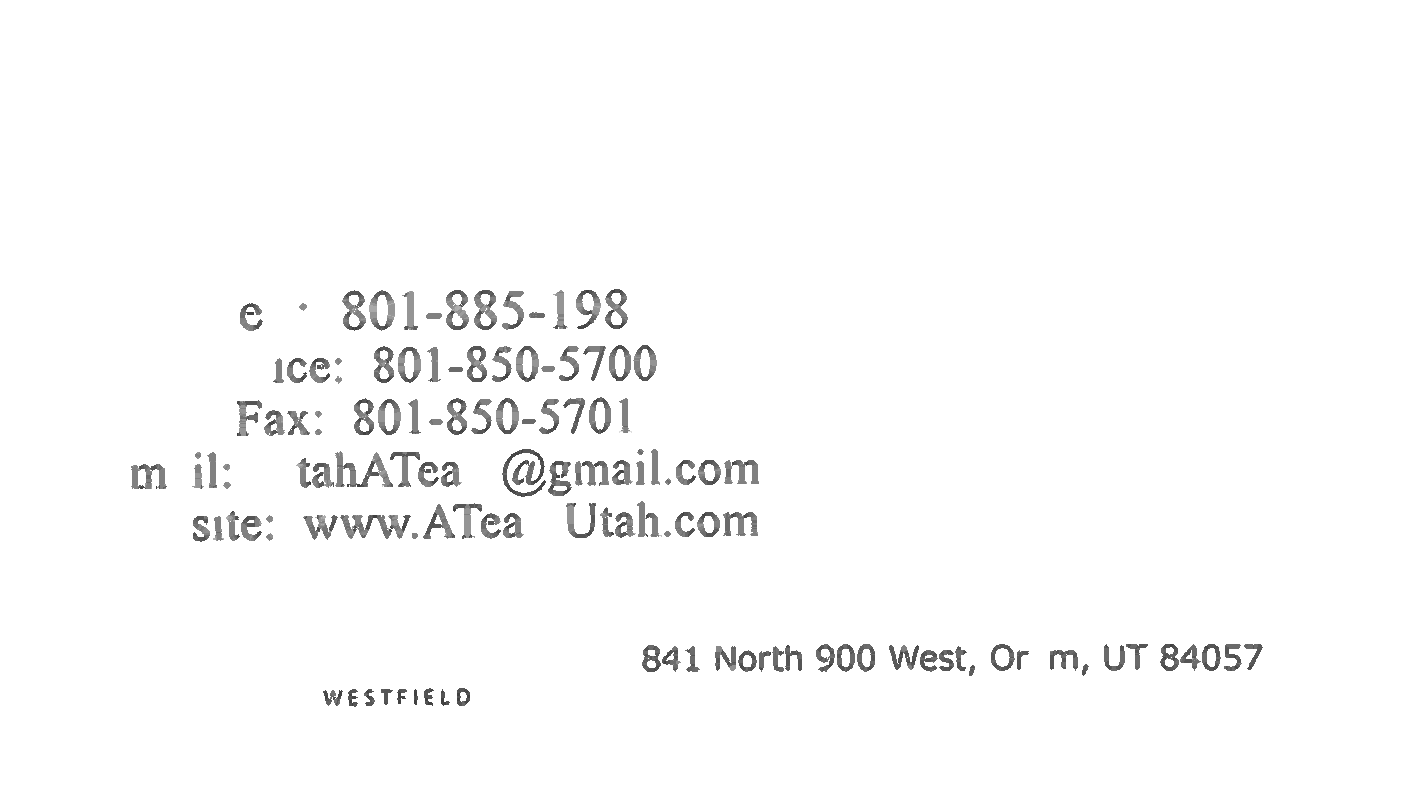 e · 801-885-198
ice: 801-850-5700
Fax: 801-850-5701
m il: tahATea @gmail.com
site: www.ATea Utah.com
841 North 900 West, Or m, UT 84057
WESTFIELD